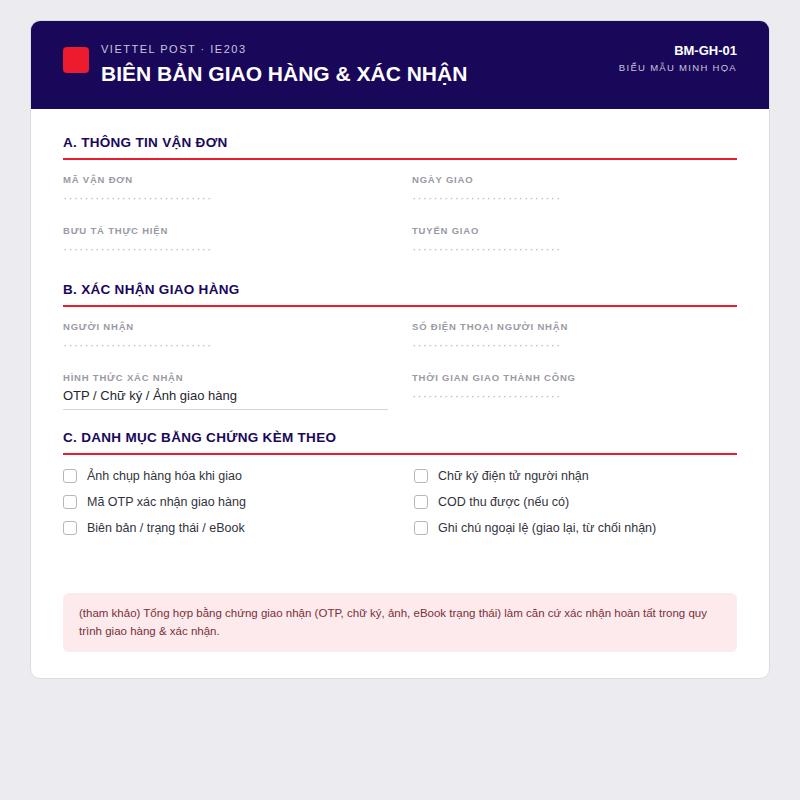 VIETTEL POST · IE203
BIÊN BẢN GIAO HÀNG & XÁC NHẬN
BM-GH-01
BIỂU MẪU MINH HỌA
A. THÔNG TIN VẬN ĐƠN
MÃ VẬN ĐƠN
NGÀY GIAO
............................
............................
BƯU TÁ THỰC HIỆN
TUYẾN GIAO
............................
............................
B. XÁC NHẬN GIAO HÀNG
NGƯỜI NHẬN
SỐ ĐIỆN THOẠI NGƯỜI NHẬN
............................
............................
HÌNH THỨC XÁC NHẬN
THỜI GIAN GIAO THÀNH CÔNG
OTP / Chữ ký / Ảnh giao hàng
............................
C. DANH MỤC BẰNG CHỨNG KÈM THEO
Ảnh chụp hàng hóa khi giao
Chữ ký điện tử người nhận
Mã OTP xác nhận giao hàng
COD thu được (nếu có)
Biên bản / trạng thái / eBook
Ghi chú ngoại lệ (giao lại, từ chối nhận)
(tham khảo) Tổng hợp bằng chứng giao nhận (OTP, chữ ký, ảnh, eBook trạng thái) làm căn cứ xác nhận hoàn tất trong quy
trình giao hàng & xác nhận.